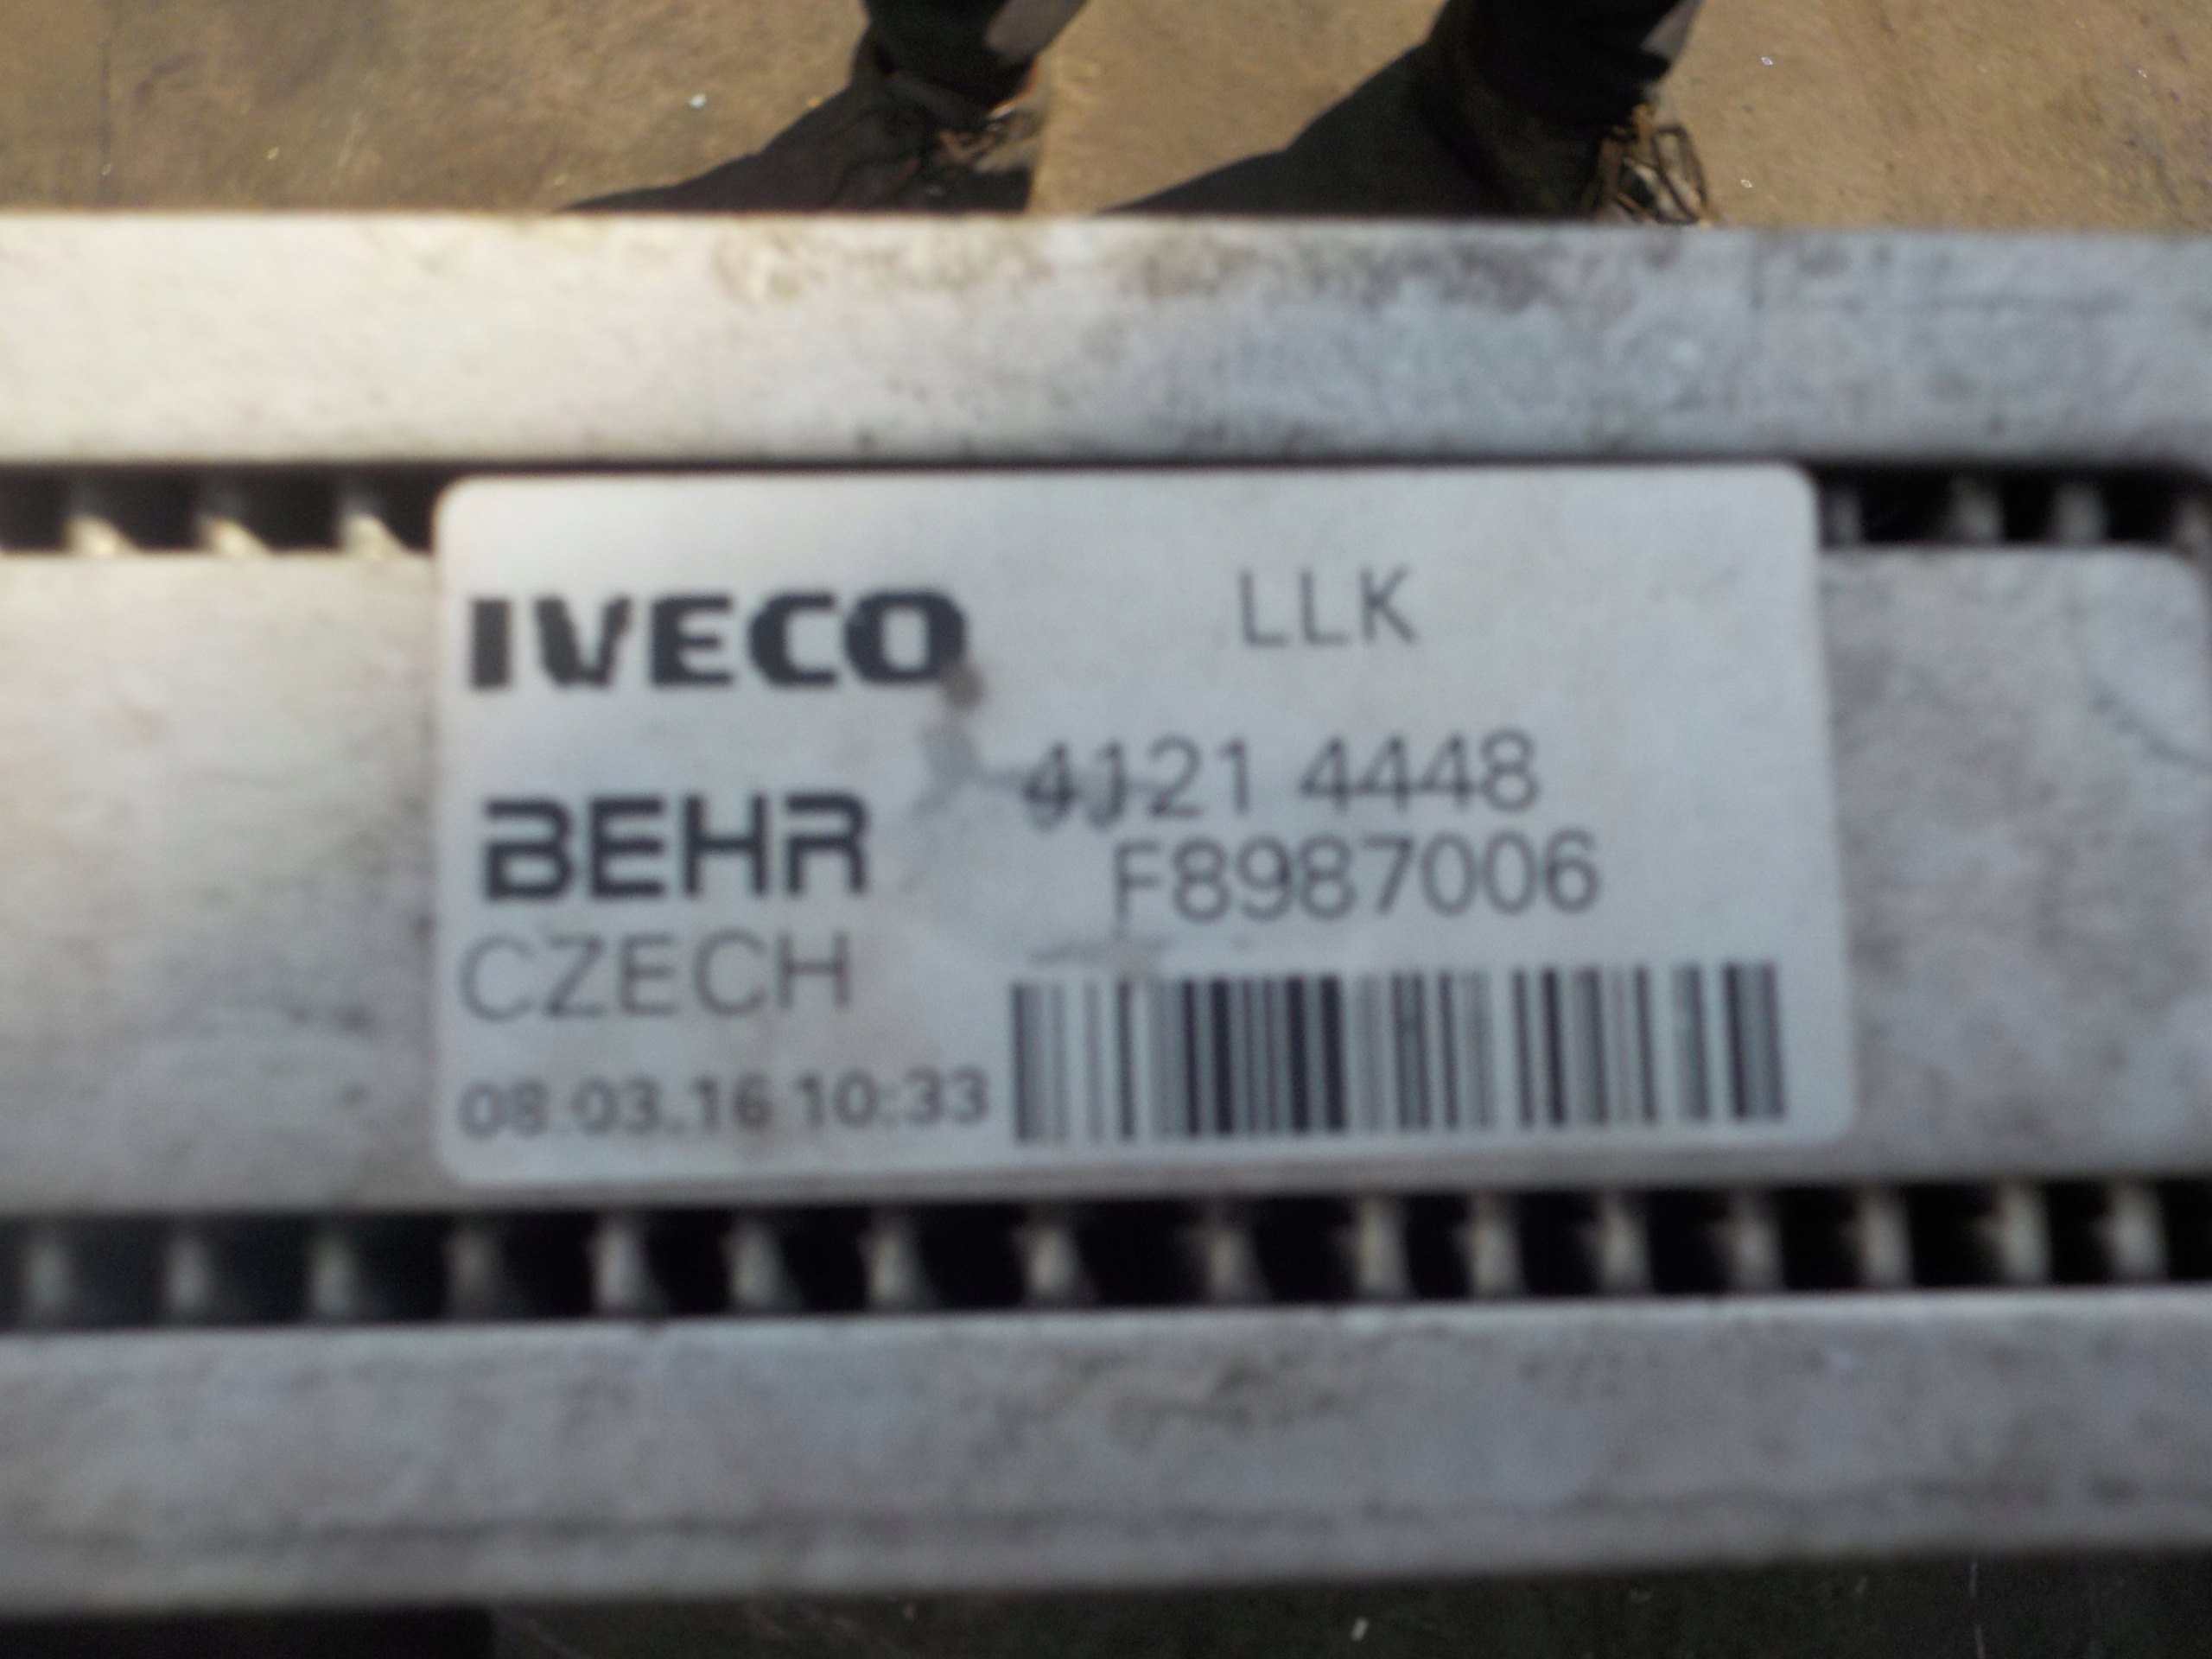 IVECO LLK
4121 4448
BEHR F8987006
CZECH
08.03.16 10:33